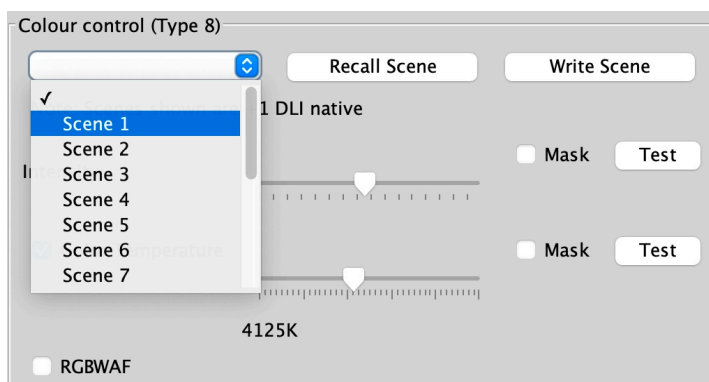 Colour control (Type 8)
Recall Scene
Write Scene
1 DLI native
Scene 1
Scene 2
Scene 3
Scene 4
Scene 5
Scene 6
Scene 7
Mask
Test
Mask
Test
4125K
RGBWAF